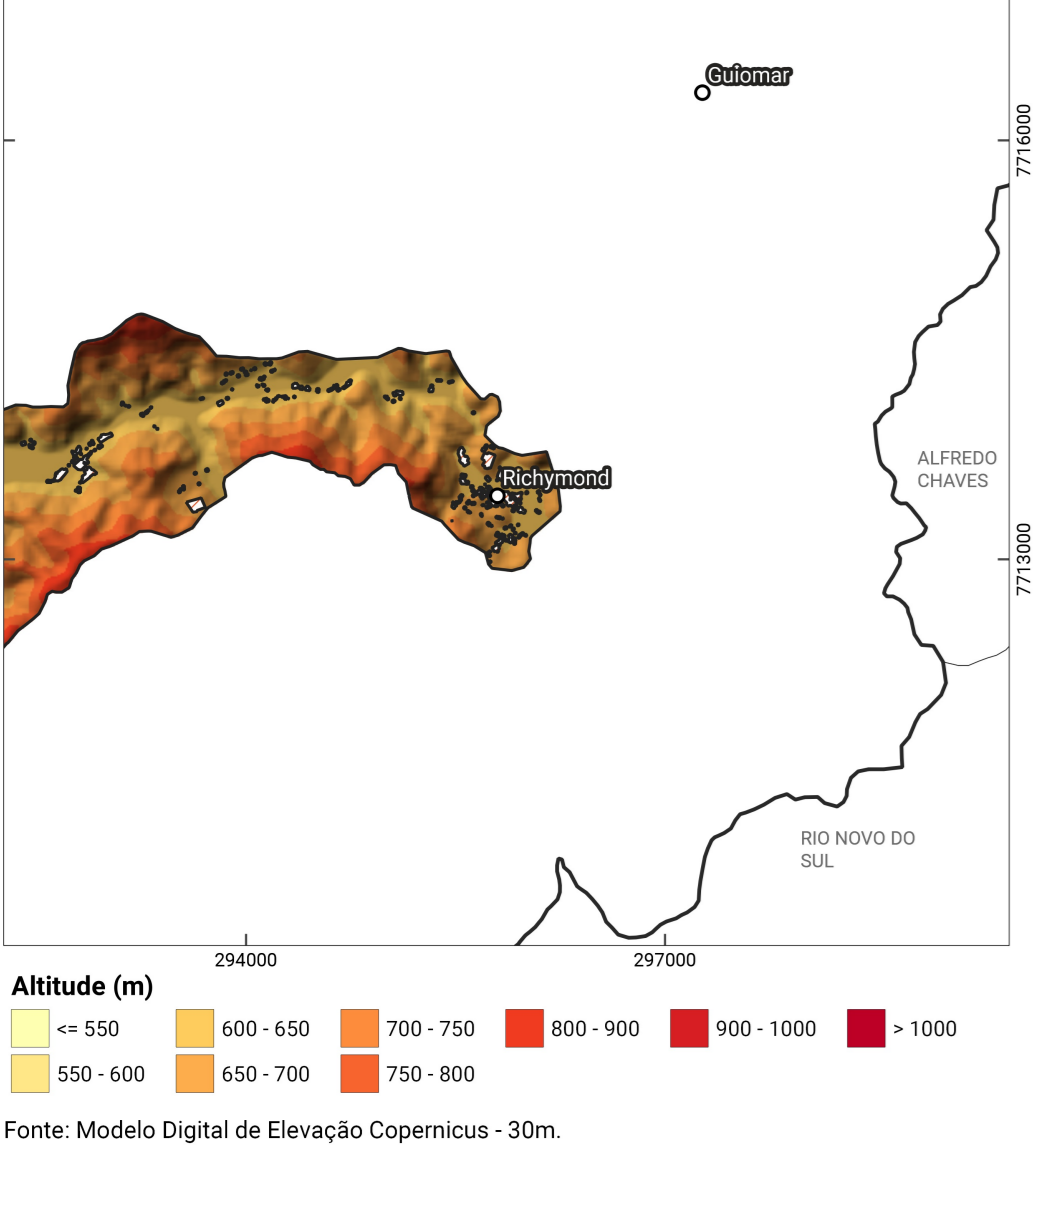 Guiomar
7716000
Richymond
ALFREDO
CHAVES
7713000
RIO NOVO DO
SUL
294000
297000
Altitude (m)
<= 550
600 - 650
700 - 750
800 - 900
900 - 1000
> 1000
550 - 600
650 - 700
750 - 800
Fonte: Modelo Digital de Elevação Copernicus - 30m.